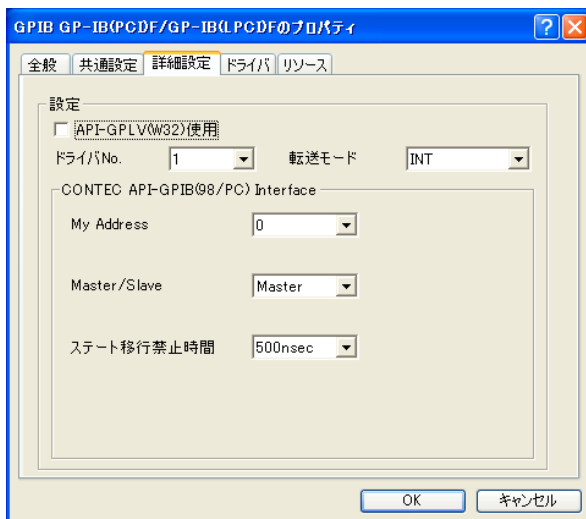 GPIB GP-IB(PCI)F/GP-IB(LPCI)Fのプロパティ
全般 共通設定 詳細設定 ドライバ リソース
設定
API-GPLV(W32)使用
ドライバNo. 1 転送モード INT
CONTEC API-GPIB(98/PC) Interface
My Address 0
Master/Slave Master
ステート移行禁止時間 500nsec
OK キャンセル